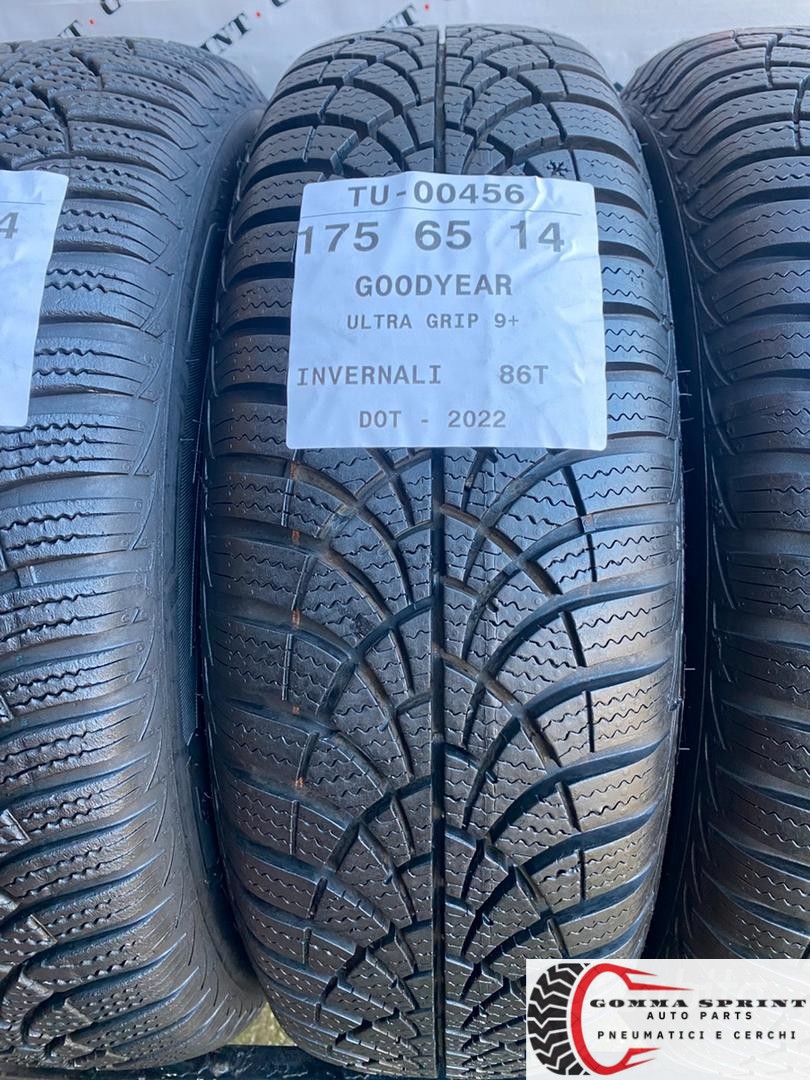 TU-00456
175 65 14
GOODYEAR
ULTRA GRIP 9+
INVERNALI 86T
DOT - 2022
4
GOMMA SPRINT
AUTO PARTS
PNEUMATICI E CERCHI